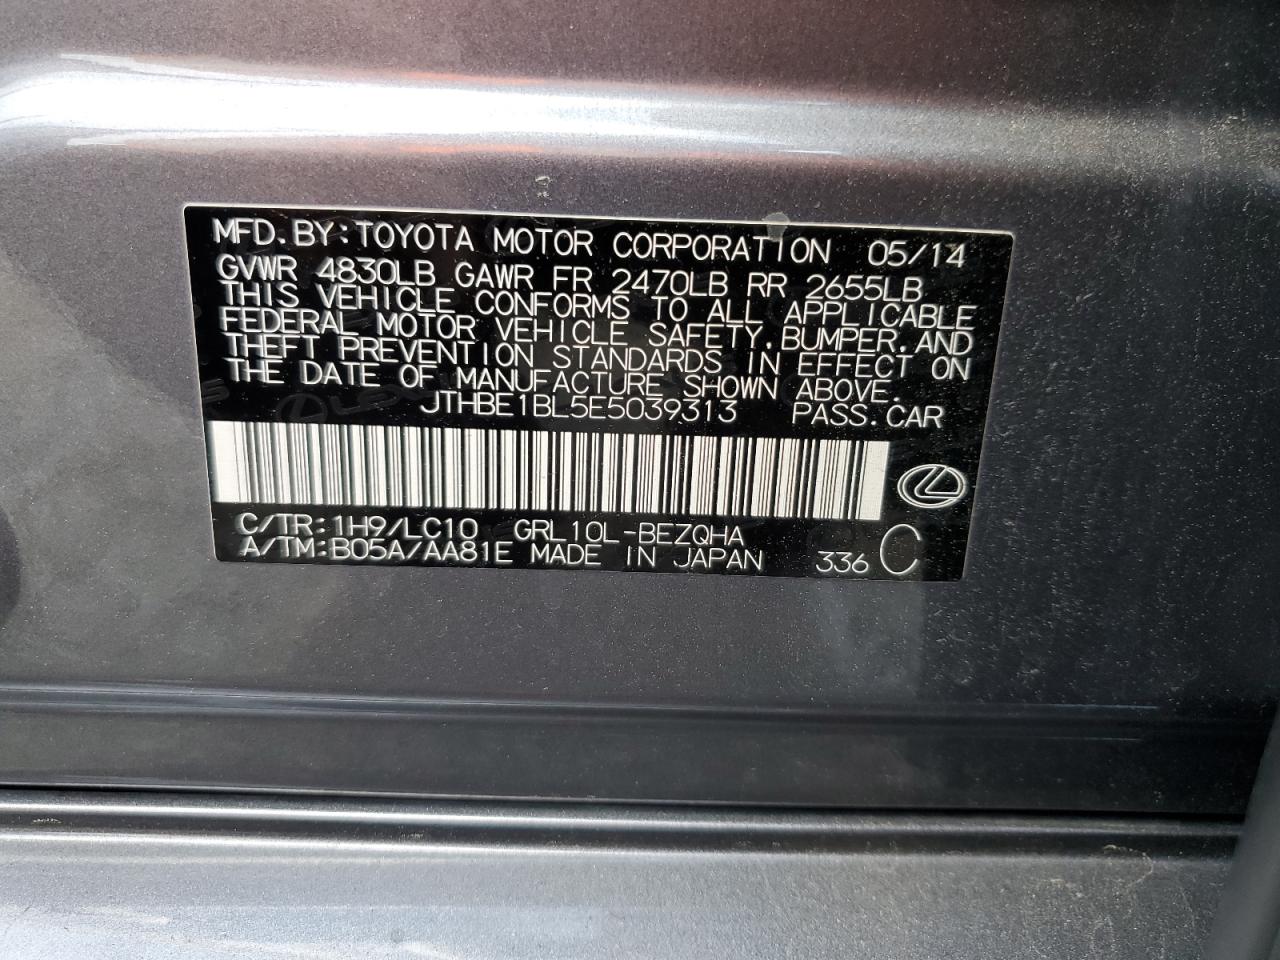 MFD.BY:TOYOTA MOTOR CORPORATION 05/14
GVWR 4830LB GAWR FR 2470LB RR 2655LB
THIS VEHICLE CONFORMS TO ALL APPLICABLE
FEDERAL MOTOR VEHICLE SAFETY,BUMPER,AND
THEFT PREVENTION STANDARDS IN EFFECT ON
THE DATE OF MANUFACTURE SHOWN ABOVE.
JTHBE1BL5E5039313 PASS.CAR
C/TR:1H9/LC10 GRL10L-BEZQHA
A/TM:B05A/AA81E MADE IN JAPAN 336 C